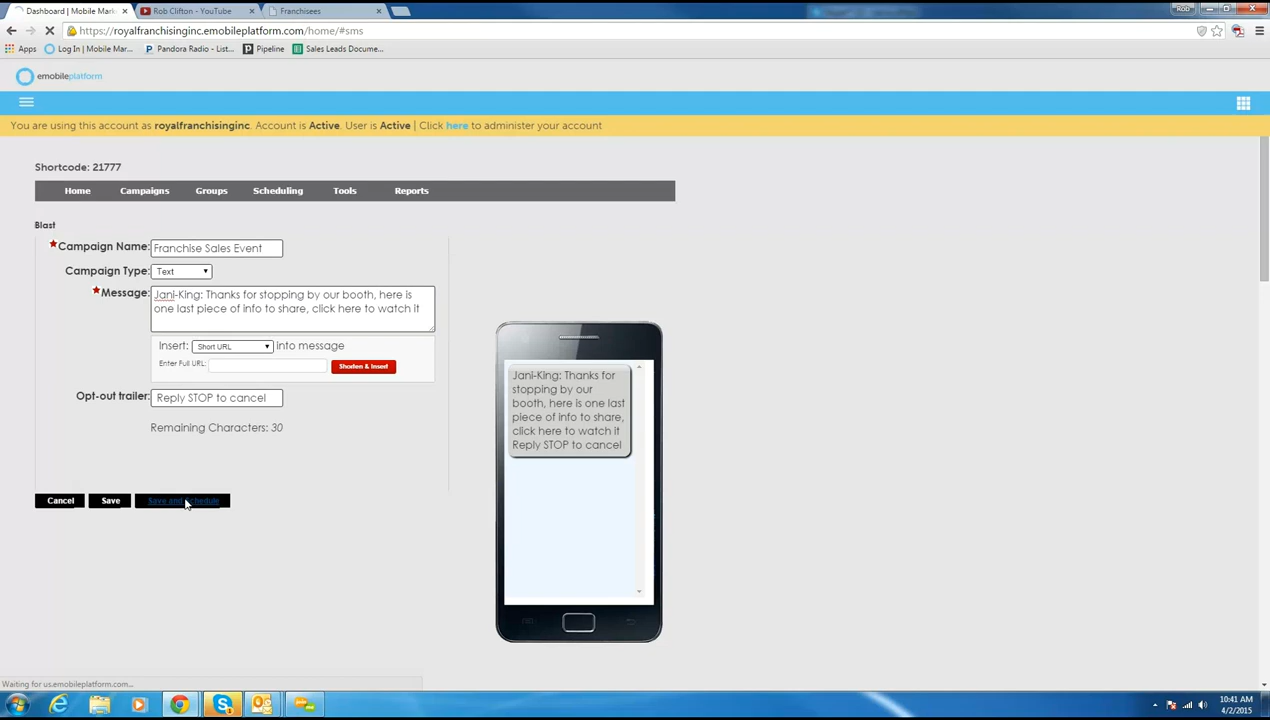 Dashboard | Mobile Mark
Rob Clifton - YouTube
Franchisees
ROD
https://royalfranchisinginc.emobileplatform.com/home/#sms
Apps
Log In | Mobile Mar...
Pandora Radio - List...
Pipeline
Sales Leads Docume...
emobileplatform
You are using this account as royalfranchisinginc. Account is Active. User is Active | Click here to administer your account
Shortcode: 21777
Home Campaigns Groups Scheduling Tools Reports
Blast
Campaign Name: Franchise Sales Event
Campaign Type: Text
Message: Jani-King: Thanks for stopping by our booth, here is
one last piece of info to share, click here to watch it
Insert: Short URL into message
Enter Full URL: Shorten & Insert
Opt-out trailer: Reply STOP to cancel
Remaining Characters: 30
Cancel Save Save and Schedule
Jani-King: Thanks for
stopping by our
booth, here is one last
piece of info to share,
click here to watch it
Reply STOP to cancel
Waiting for us.emobileplatform.com...
10:41 AM
4/2/2015